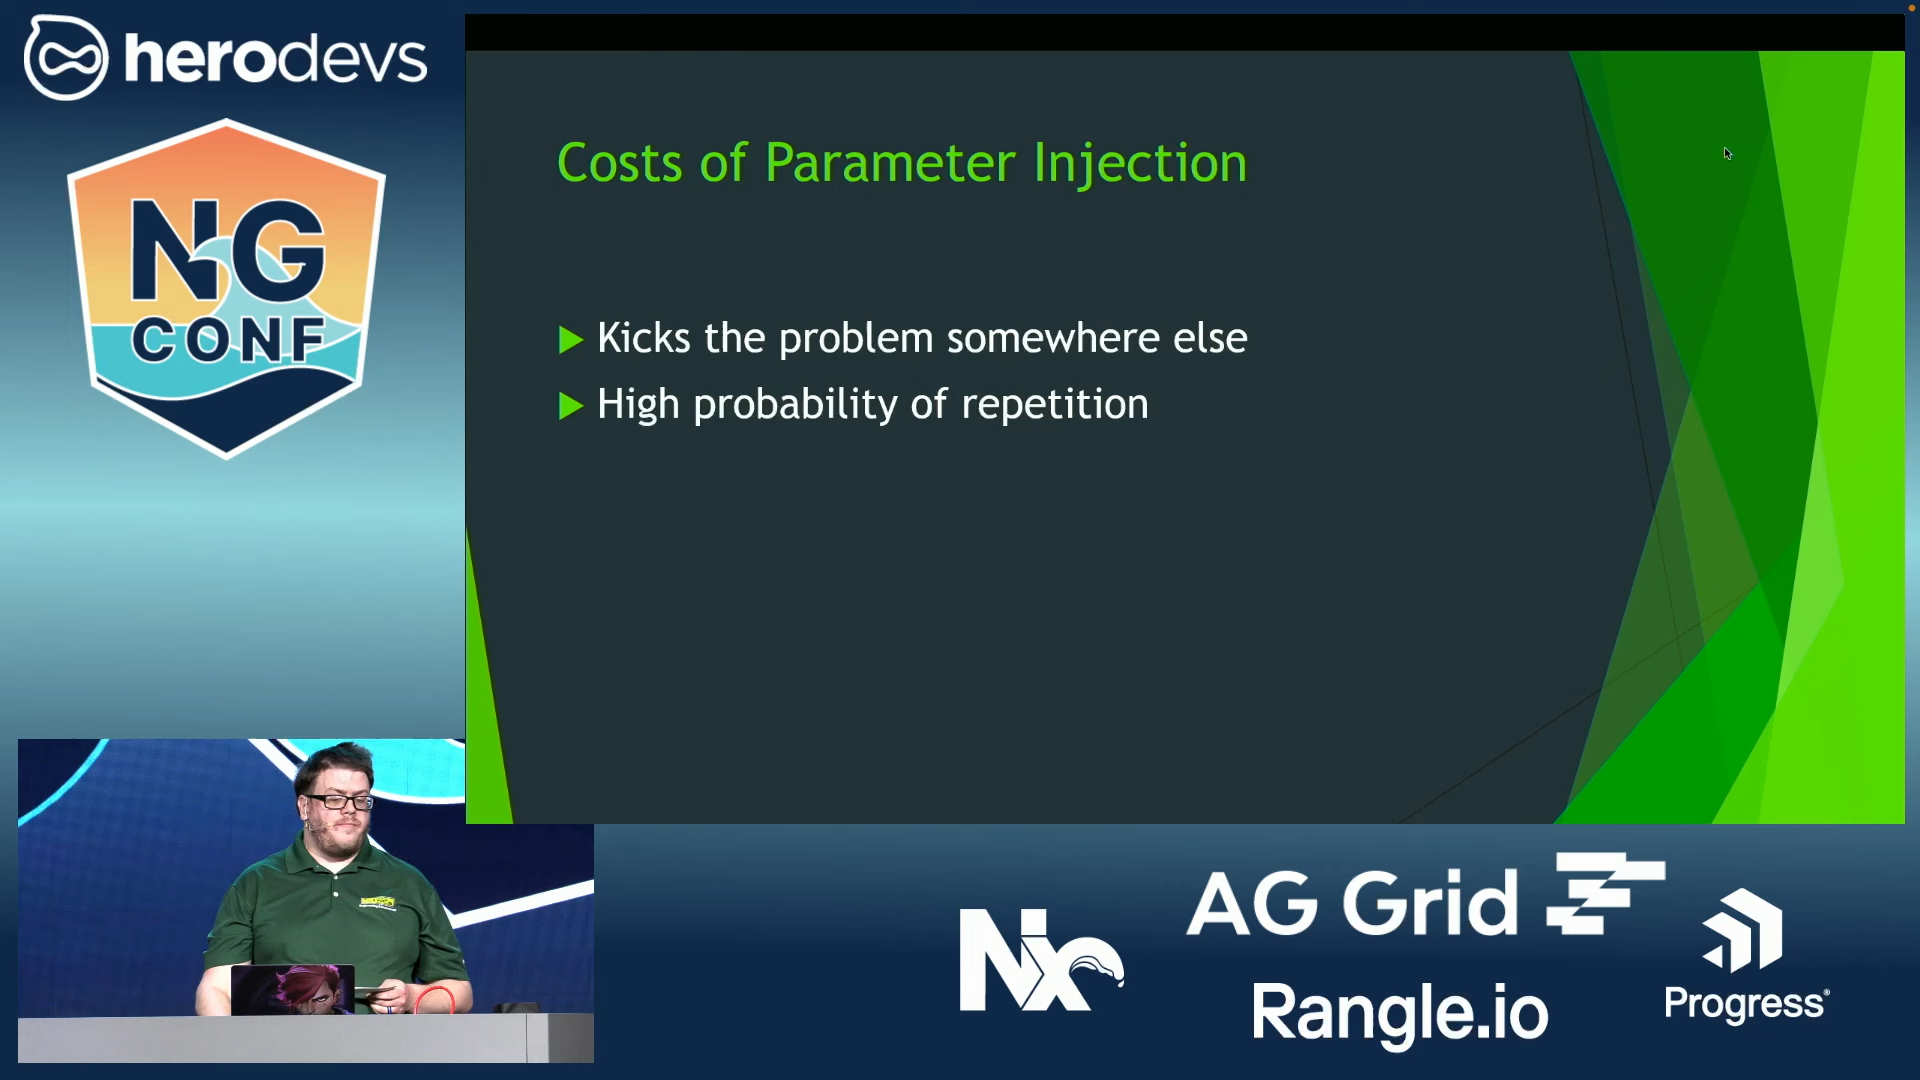 herodevs
NG
CONF
Costs of Parameter Injection
Kicks the problem somewhere else
High probability of repetition
Nx
AG Grid
Rangle.io
Progress®